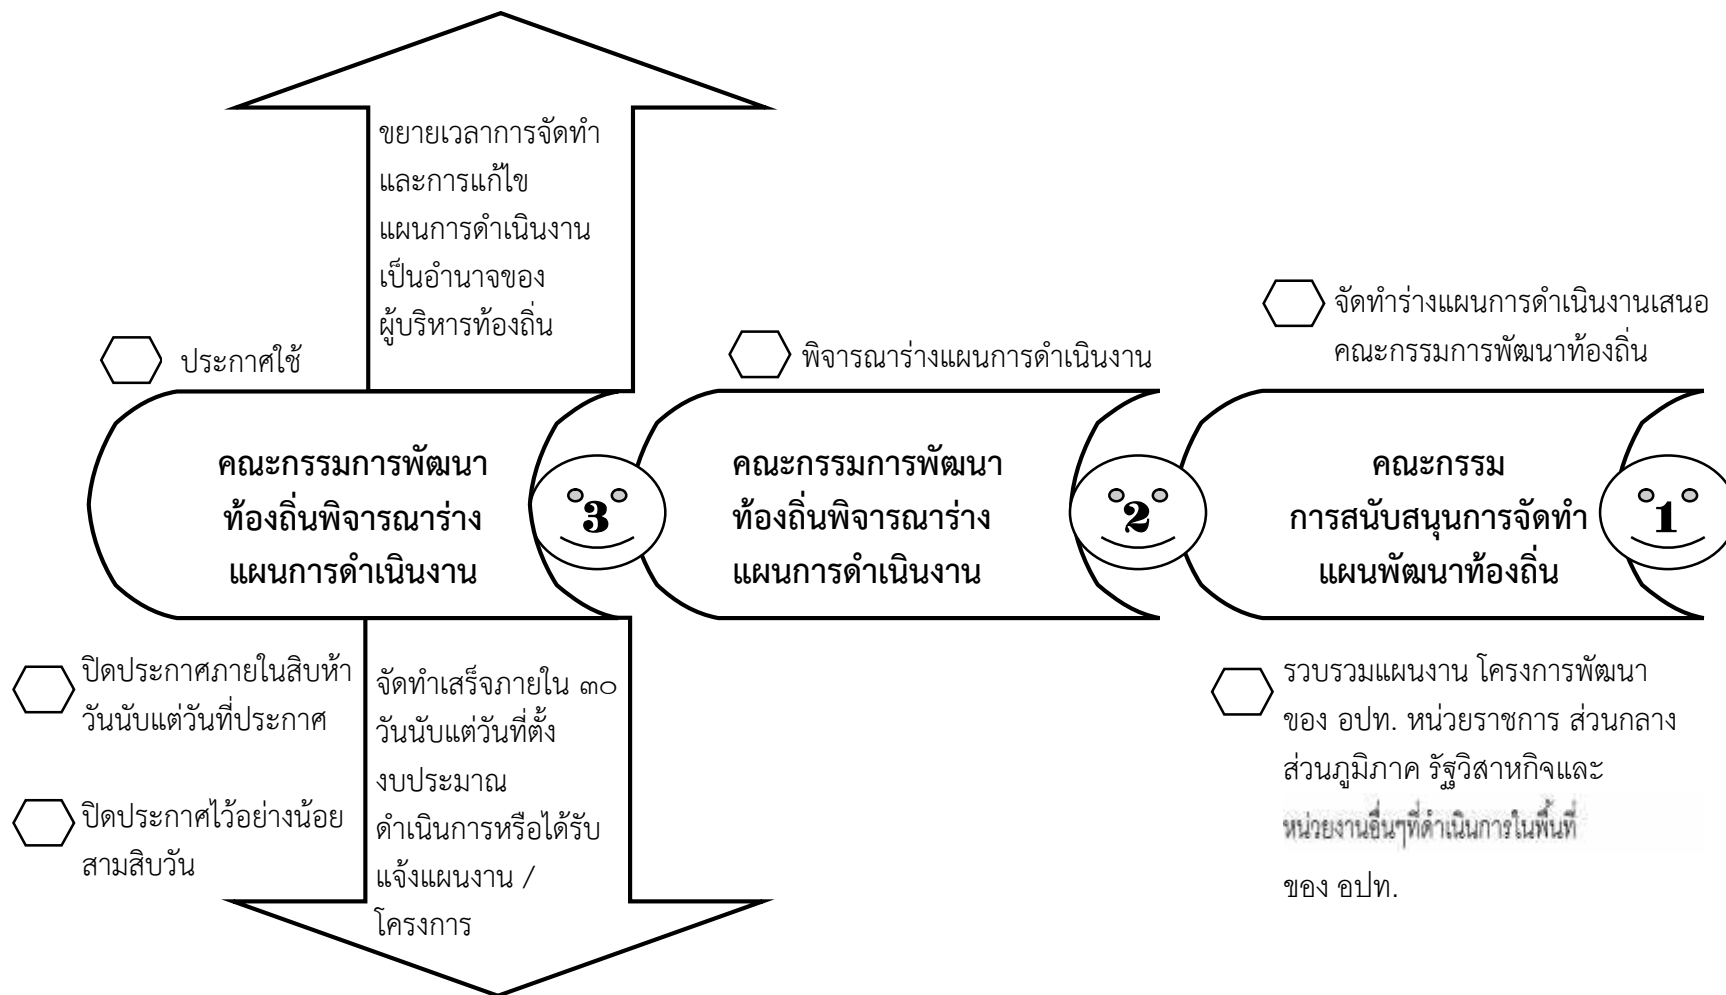 ขยายเวลาการจัดทำ
และการแก้ไข
แผนการดำเนินงาน
เป็นอำนาจของ
ผู้บริหารท้องถิ่น
ประกาศใช้
พิจารณาร่างแผนการดำเนินงาน
จัดทำร่างแผนการดำเนินงานเสนอ
คณะกรรมการพัฒนาท้องถิ่น
คณะกรรมการพัฒนา
ท้องถิ่นพิจารณาร่าง
แผนการดำเนินงาน
3
คณะกรรมการพัฒนา
ท้องถิ่นพิจารณาร่าง
แผนการดำเนินงาน
2
คณะกรรม
การสนับสนุนการจัดทำ
แผนพัฒนาท้องถิ่น
1
ปิดประกาศภายในสิบห้า
วันนับแต่วันที่ประกาศ
ปิดประกาศไว้อย่างน้อย
สามสิบวัน
จัดทำเสร็จภายใน ๓๐
วันนับแต่วันที่ตั้ง
งบประมาณ
ดำเนินการหรือได้รับ
แจ้งแผนงาน /
โครงการ
รวบรวมแผนงาน โครงการพัฒนา
ของ อปท. หน่วยราชการ ส่วนกลาง
ส่วนภูมิภาค รัฐวิสาหกิจและ
หน่วยงานอื่นๆที่ดำเนินการในพื้นที่
ของ อปท.